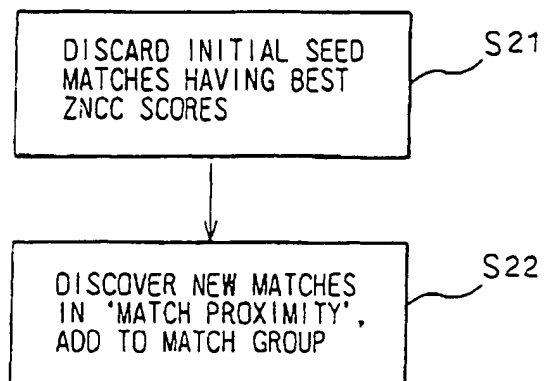 DISCARD INITIAL SEED
MATCHES HAVING BEST
ZNCC SCORES
S21
DISCOVER NEW MATCHES
IN 'MATCH PROXIMITY',
ADD TO MATCH GROUP
S22